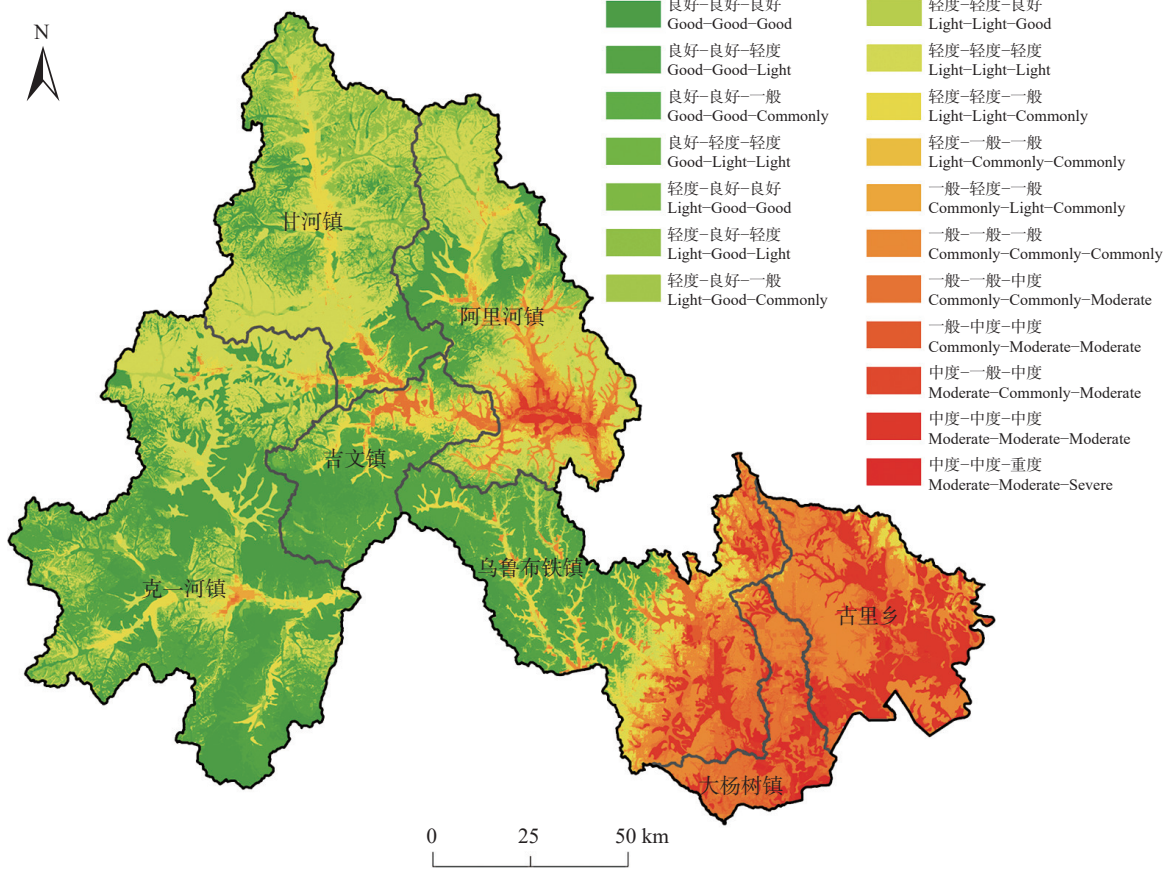 N
良好–良好–良好
Good–Good–Good
良好–良好–轻度
Good–Good–Light
良好–良好–一般
Good–Good–Commonly
良好–轻度–轻度
Good–Light–Light
轻度–良好–良好
Light–Good–Good
轻度–良好–轻度
Light–Good–Light
轻度–良好–一般
Light–Good–Commonly
轻度–轻度–良好
Light–Light–Good
轻度–轻度–轻度
Light–Light–Light
轻度–轻度–一般
Light–Light–Commonly
轻度–一般–一般
Light–Commonly–Commonly
一般–轻度–一般
Commonly–Light–Commonly
一般–一般–一般
Commonly–Commonly–Commonly
一般–一般–中度
Commonly–Commonly–Moderate
一般–中度–中度
Commonly–Moderate–Moderate
中度–一般–中度
Moderate–Commonly–Moderate
中度–中度–中度
Moderate–Moderate–Moderate
中度–中度–重度
Moderate–Moderate–Severe
甘河镇
阿里河镇
吉文镇
乌鲁布铁镇
克一河镇
古里乡
大杨树镇
0 25 50 km